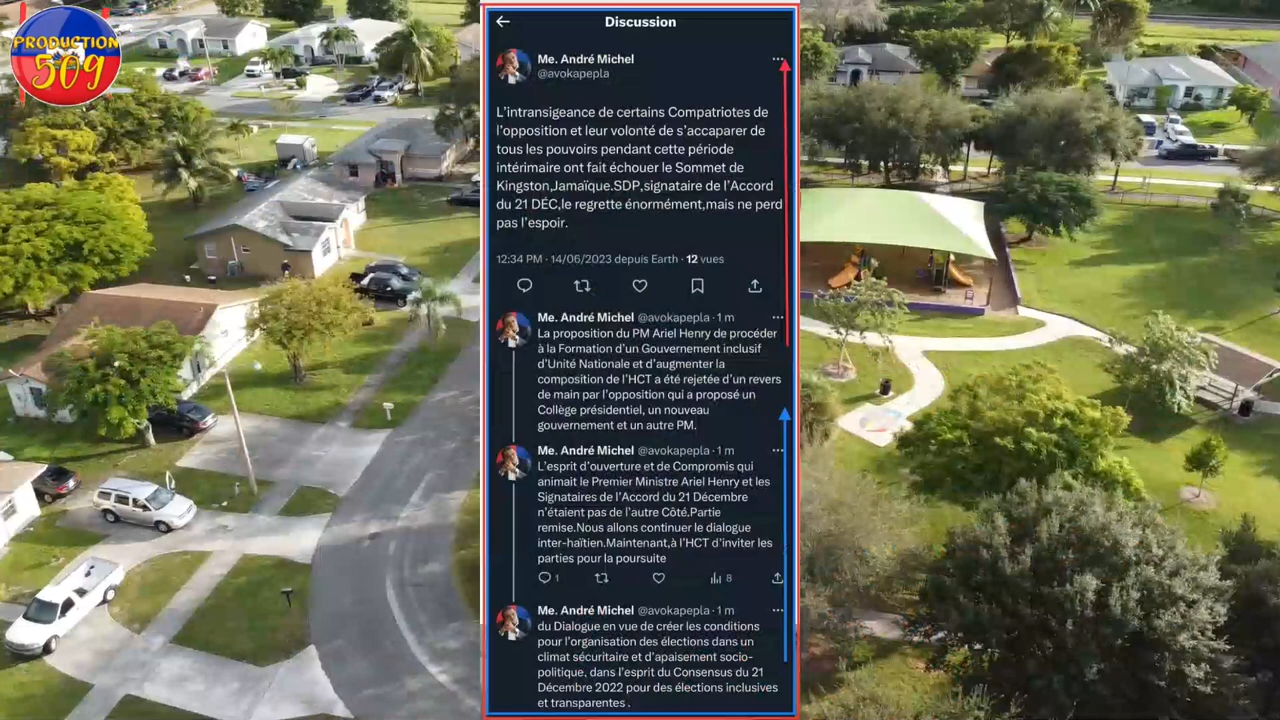 PRODUCTION
509
Discussion
Me. André Michel
@avokapepla
L'intransigeance de certains Compatriotes de
l'opposition et leur volonté de s'accaparer de
tous les pouvoirs pendant cette période
intérimaire ont fait échouer le Sommet de
Kingston,Jamaïque.SDP,signataire de l'Accord
du 21 DÉC,le regrette énormément,mais ne perd
pas l'espoir.
12:34 PM · 14/06/2023 depuis Earth · 12 vues
Me. André Michel @avokapepla · 1 m
La proposition du PM Ariel Henry de procéder
à la Formation d'un Gouvernement inclusif
d'Unité Nationale et d'augmenter la
composition de l'HCT a été rejetée d'un revers
de main par l'opposition qui a proposé un
Collège présidentiel, un nouveau
gouvernement et un autre PM.
Me. André Michel @avokapepla · 1 m
L'esprit d'ouverture et de Compromis qui
animait le Premier Ministre Ariel Henry et les
Signataires de l'Accord du 21 Décembre
n'étaient pas de l'autre Côté.Partie
remise.Nous allons continuer le dialogue
inter-haïtien.Maintenant,à l'HCT d'inviter les
parties pour la poursuite
1 8
Me. André Michel @avokapepla · 1 m
du Dialogue en vue de créer les conditions
pour l'organisation des élections dans un
climat sécuritaire et d'apaisement socio-
politique, dans l'esprit du Consensus du 21
Décembre 2022 pour des élections inclusives
et transparentes .